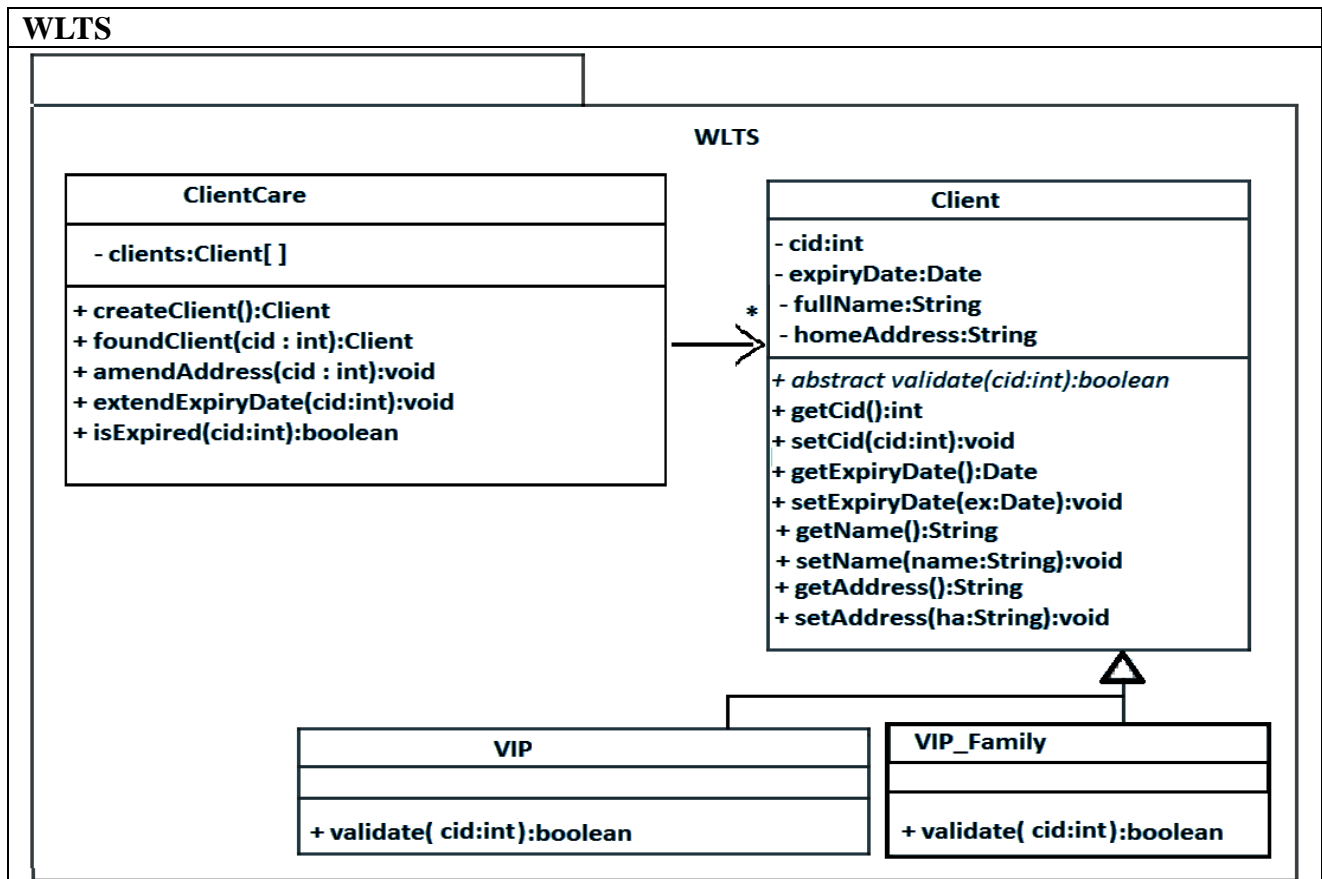 WLTS
WLTS
ClientCare
- clients:Client[ ]
+ createClient():Client
+ foundClient(cid : int):Client
+ amendAddress(cid : int):void
+ extendExpiryDate(cid:int):void
+ isExpired(cid:int):boolean
*
Client
- cid:int
- expiryDate:Date
- fullName:String
- homeAddress:String
+ abstract validate(cid:int):boolean
+ getCid():int
+ setCid(cid:int):void
+ getExpiryDate():Date
+ setExpiryDate(ex:Date):void
+ getName():String
+ setName(name:String):void
+ getAddress():String
+ setAddress(ha:String):void
VIP
+ validate( cid:int):boolean
VIP_Family
+ validate( cid:int):boolean